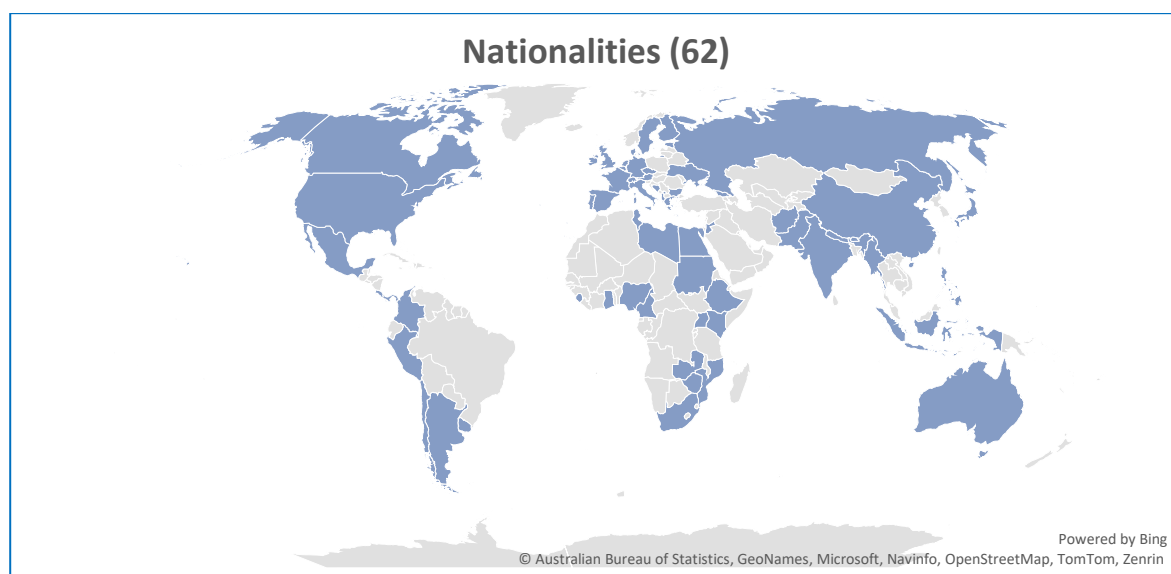 Nationalities (62)
Powered by Bing
© Australian Bureau of Statistics, GeoNames, Microsoft, Navinfo, OpenStreetMap, TomTom, Zenrin